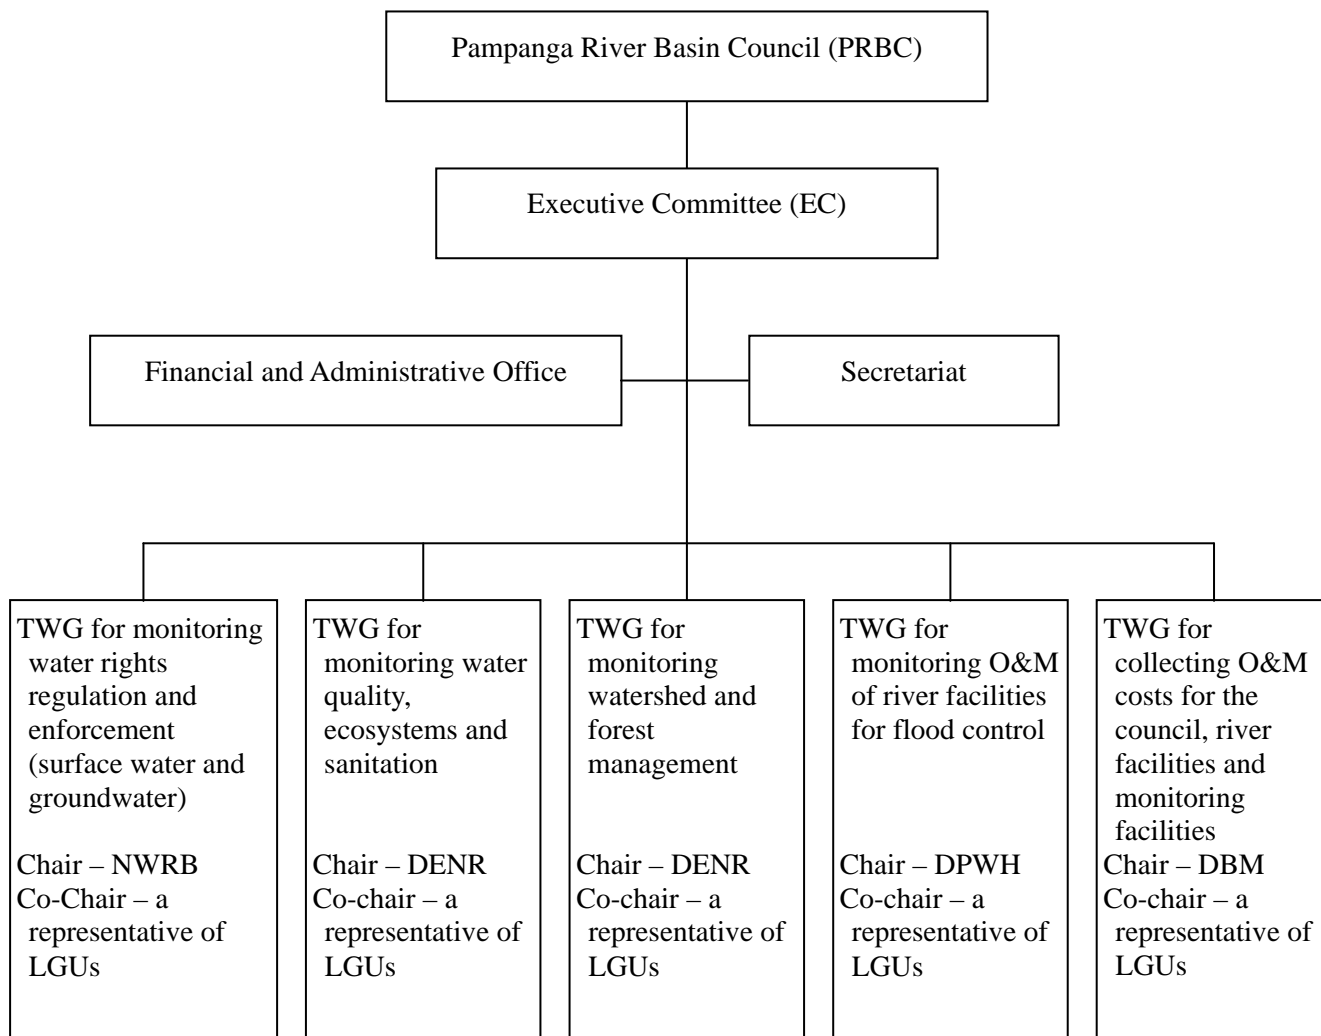 Pampanga River Basin Council (PRBC)
Executive Committee (EC)
Financial and Administrative Office
Secretariat
TWG for monitoring
water rights
regulation and
enforcement
(surface water and
groundwater)
Chair – NWRB
Co-Chair – a
representative of
LGUs
TWG for
monitoring water
quality,
ecosystems and
sanitation
Chair – DENR
Co-chair – a
representative of
LGUs
TWG for
monitoring
watershed and
forest
management
Chair – DENR
Co-chair – a
representative of
LGUs
TWG for
monitoring O&M
of river facilities
for flood control
Chair – DPWH
Co-chair – a
representative of
LGUs
TWG for
collecting O&M
costs for the
council, river
facilities and
monitoring
facilities
Chair – DBM
Co-chair – a
representative of
LGUs